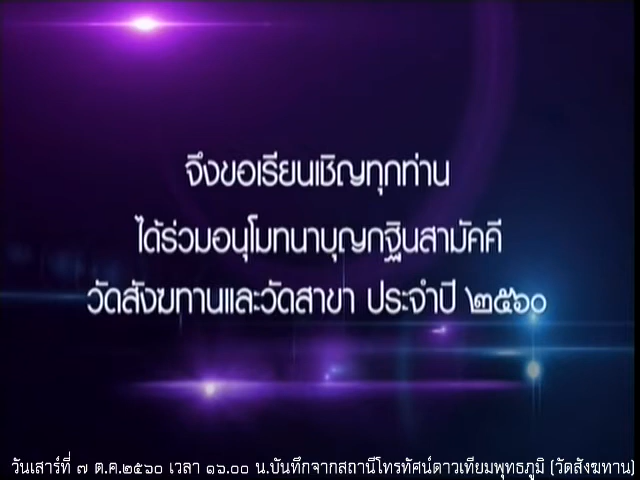 จึงขอเรียนเชิญทุกท่าน
ได้ร่วมอนุโมทนาบุญกฐินสามัคคี
วัดสังฆทานและวัดสาขา ประจำปี ๒๕๖๐
วันเสาร์ที่ ๗ ต.ค.๒๕๖๐ เวลา ๑๖.๐๐ น.บันทึกจากสถานีโทรทัศน์ดาวเทียมพุทธภูมิ (วัดสังฆทาน)